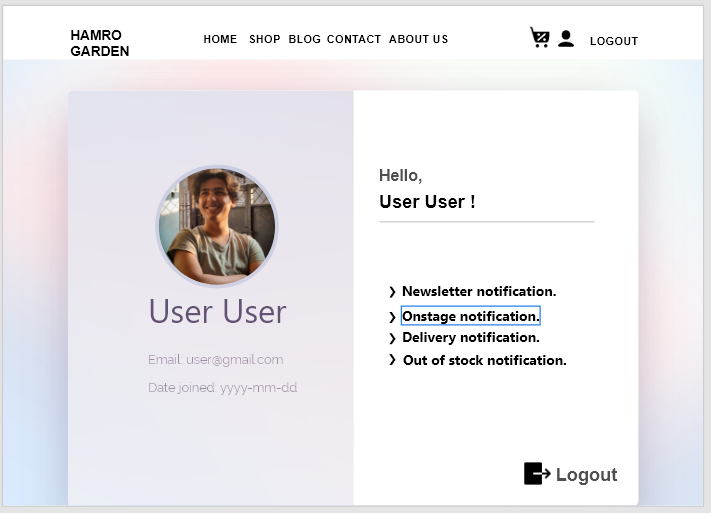 HAMRO
GARDEN
HOME SHOP BLOG CONTACT ABOUT US
LOGOUT
User User
Email: user@gmail.com
Date joined: yyyy-mm-dd
Hello,
User User !
❯ Newsletter notification.
❯ Onstage notification.
❯ Delivery notification.
❯ Out of stock notification.
Logout